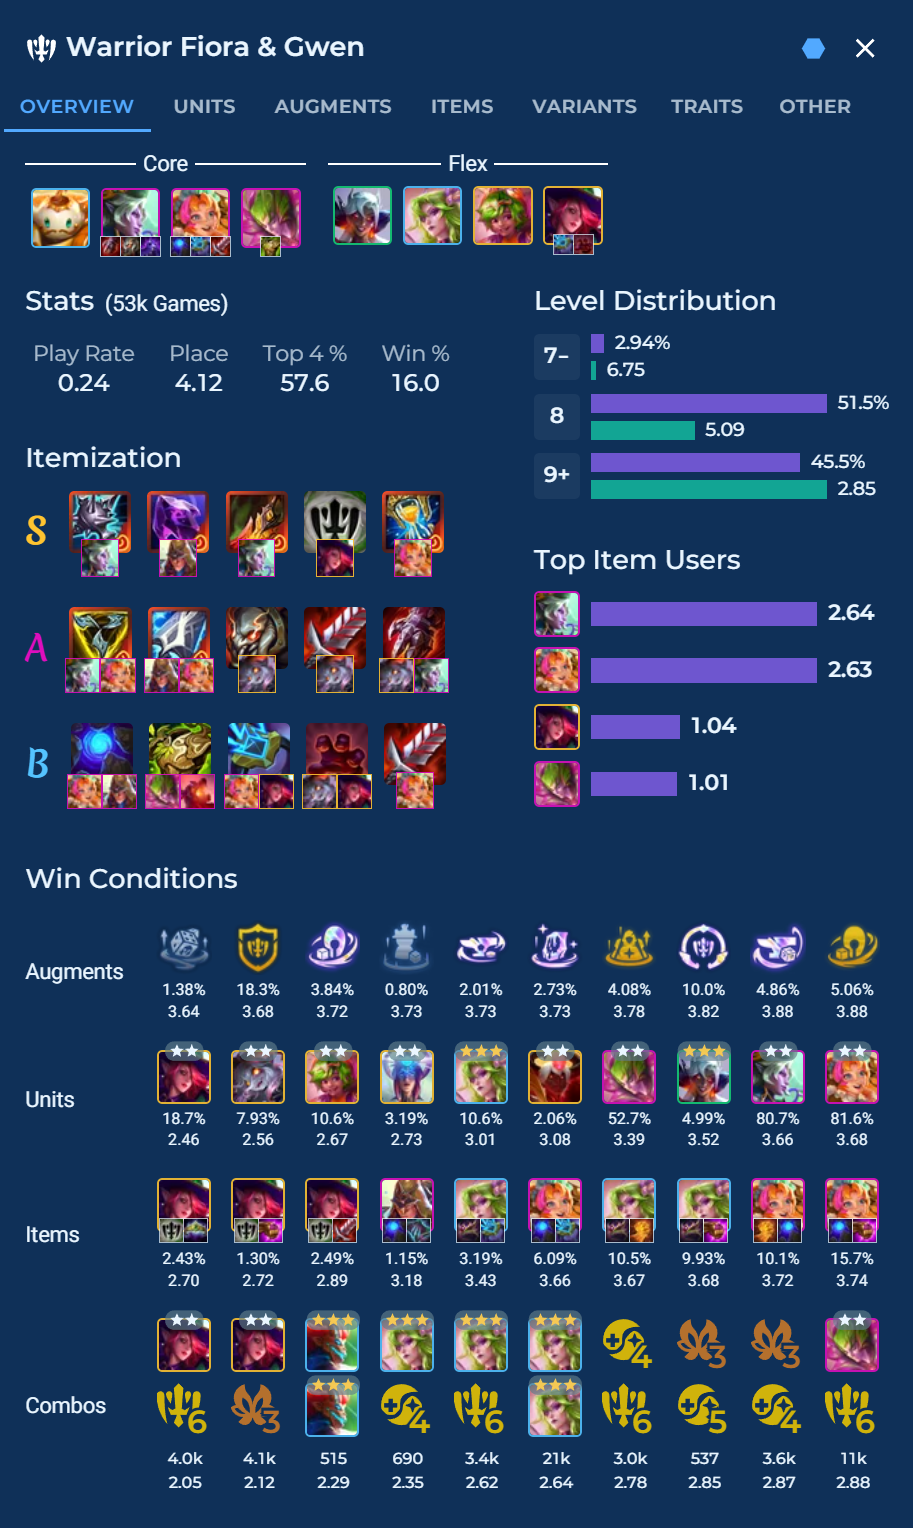 Warrior Fiora & Gwen
OVERVIEW UNITS AUGMENTS ITEMS VARIANTS TRAITS OTHER
Core Flex
Stats (53k Games)
Play Rate Place Top 4 % Win %
0.24 4.12 57.6 16.0
Level Distribution
7− 2.94%
6.75
8 51.5%
5.09
9+ 45.5%
2.85
Itemization
S
A
B
Top Item Users
2.64
2.63
1.04
1.01
Win Conditions
Augments
1.38% 18.3% 3.84% 0.80% 2.01% 2.73% 4.08% 10.0% 4.86% 5.06%
3.64 3.68 3.72 3.73 3.73 3.73 3.78 3.82 3.88 3.88
Units
18.7% 7.93% 10.6% 3.19% 10.6% 2.06% 52.7% 4.99% 80.7% 81.6%
2.46 2.56 2.67 2.73 3.01 3.08 3.39 3.52 3.66 3.68
Items
2.43% 1.30% 2.49% 1.15% 3.19% 6.09% 10.5% 9.93% 10.1% 15.7%
2.70 2.72 2.89 3.18 3.43 3.66 3.67 3.68 3.72 3.74
4 3 3
Combos
6 3 4 6 6 5 4 6
4.0k 4.1k 515 690 3.4k 21k 3.0k 537 3.6k 11k
2.05 2.12 2.29 2.35 2.62 2.64 2.78 2.85 2.87 2.88